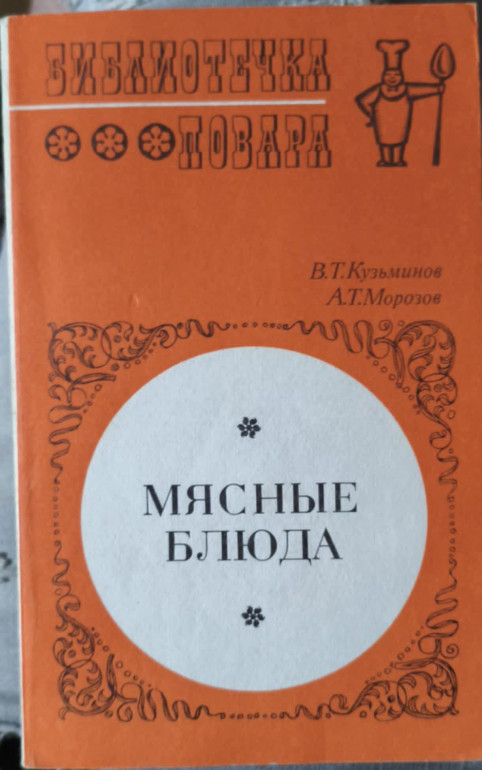 БИБЛИОТЕЧКА
ПОВАРА
В.Т.Кузьминов
А.Т.Морозов
МЯСНЫЕ
БЛЮДА